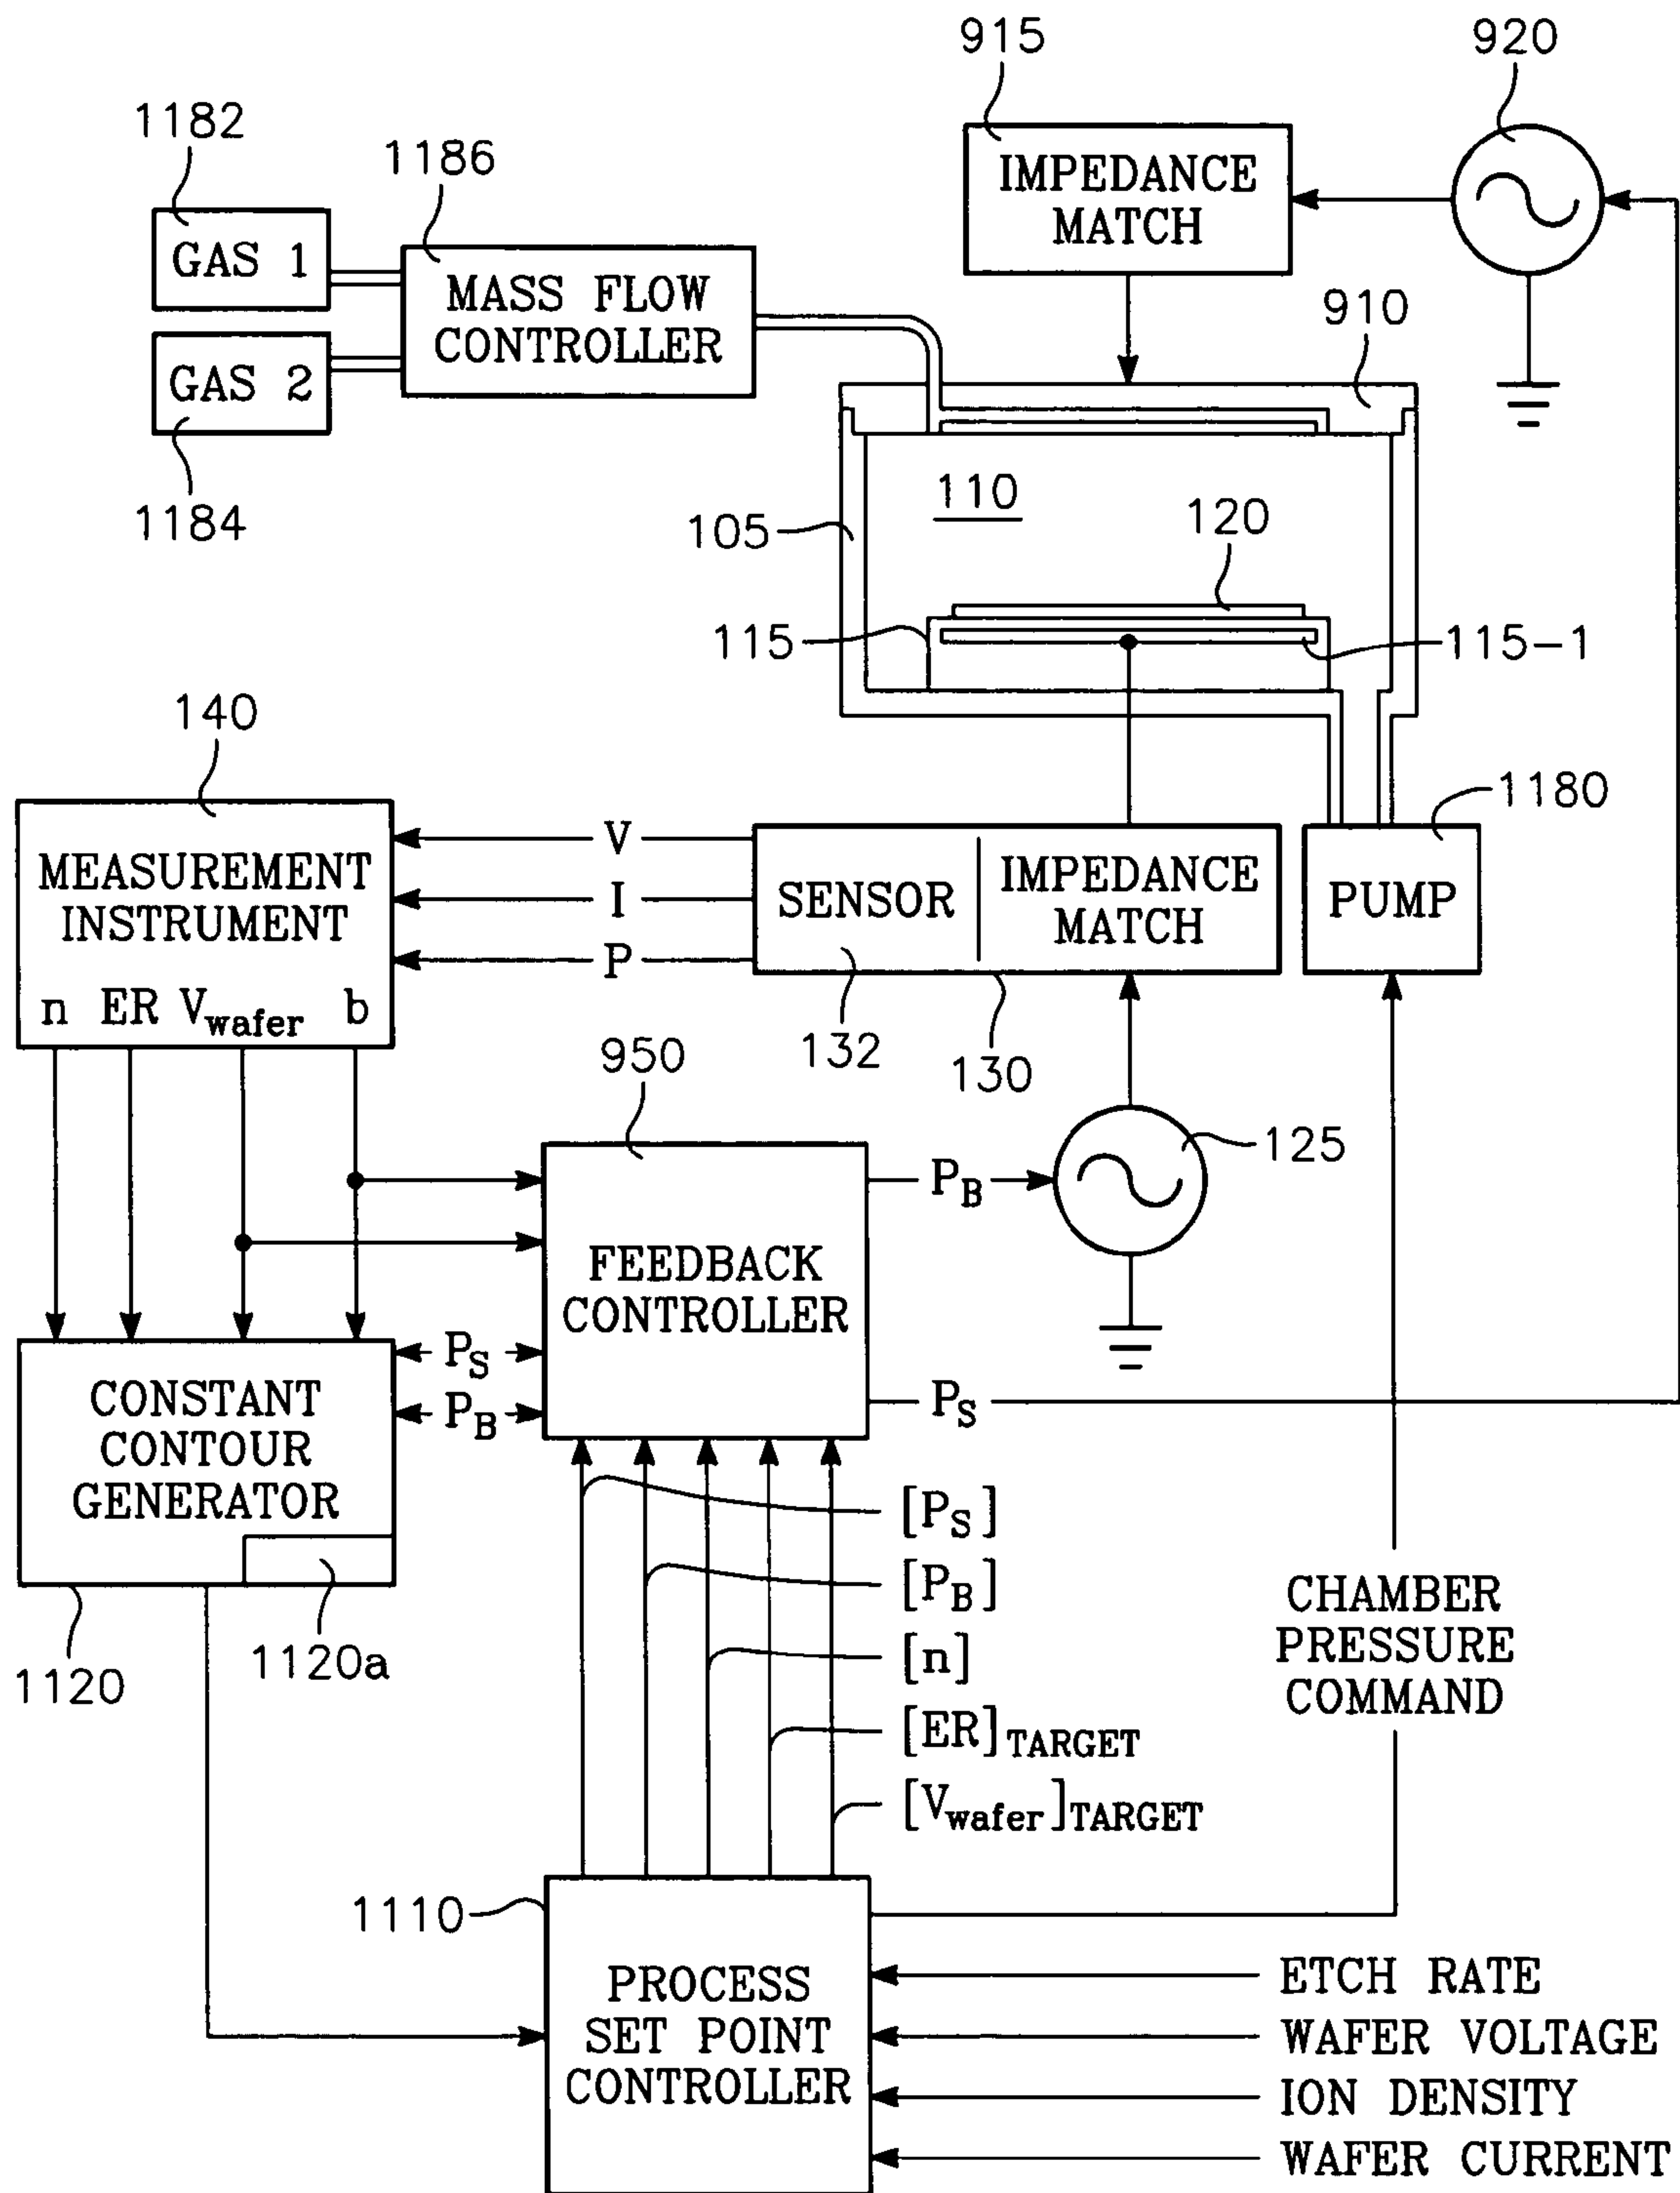 915
920
1182
1186
GAS 1
MASS FLOW
CONTROLLER
GAS 2
1184
IMPEDANCE
MATCH
910
110
105
120
115
115-1
140
1180
MEASUREMENT
INSTRUMENT
n ER Vwafer b
V
I
P
SENSOR
IMPEDANCE
MATCH
PUMP
132
130
950
125
FEEDBACK
CONTROLLER
PB
PS
PS
PB
CONSTANT
CONTOUR
GENERATOR
1120
1120a
[PS]
[PB]
[n]
[ER]TARGET
[Vwafer]TARGET
CHAMBER
PRESSURE
COMMAND
1110
PROCESS
SET POINT
CONTROLLER
ETCH RATE
WAFER VOLTAGE
ION DENSITY
WAFER CURRENT